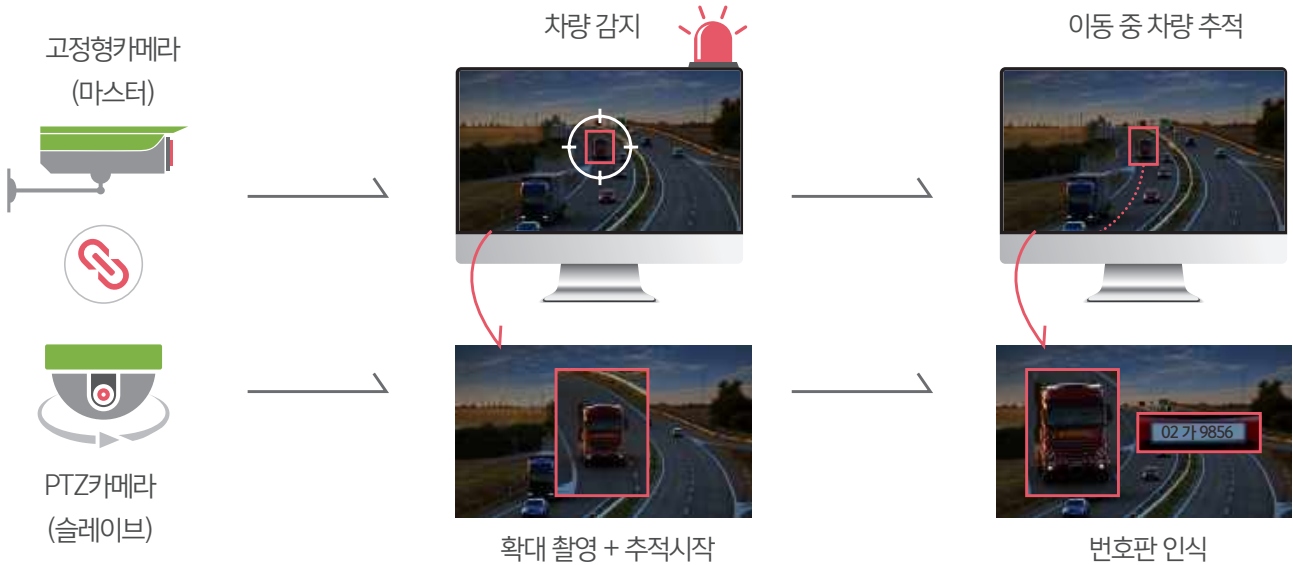 고정형카메라
(마스터)
차량 감지
이동 중 차량 추적
PTZ카메라
(슬레이브)
확대 촬영 + 추적시작
02 가 9856
번호판 인식